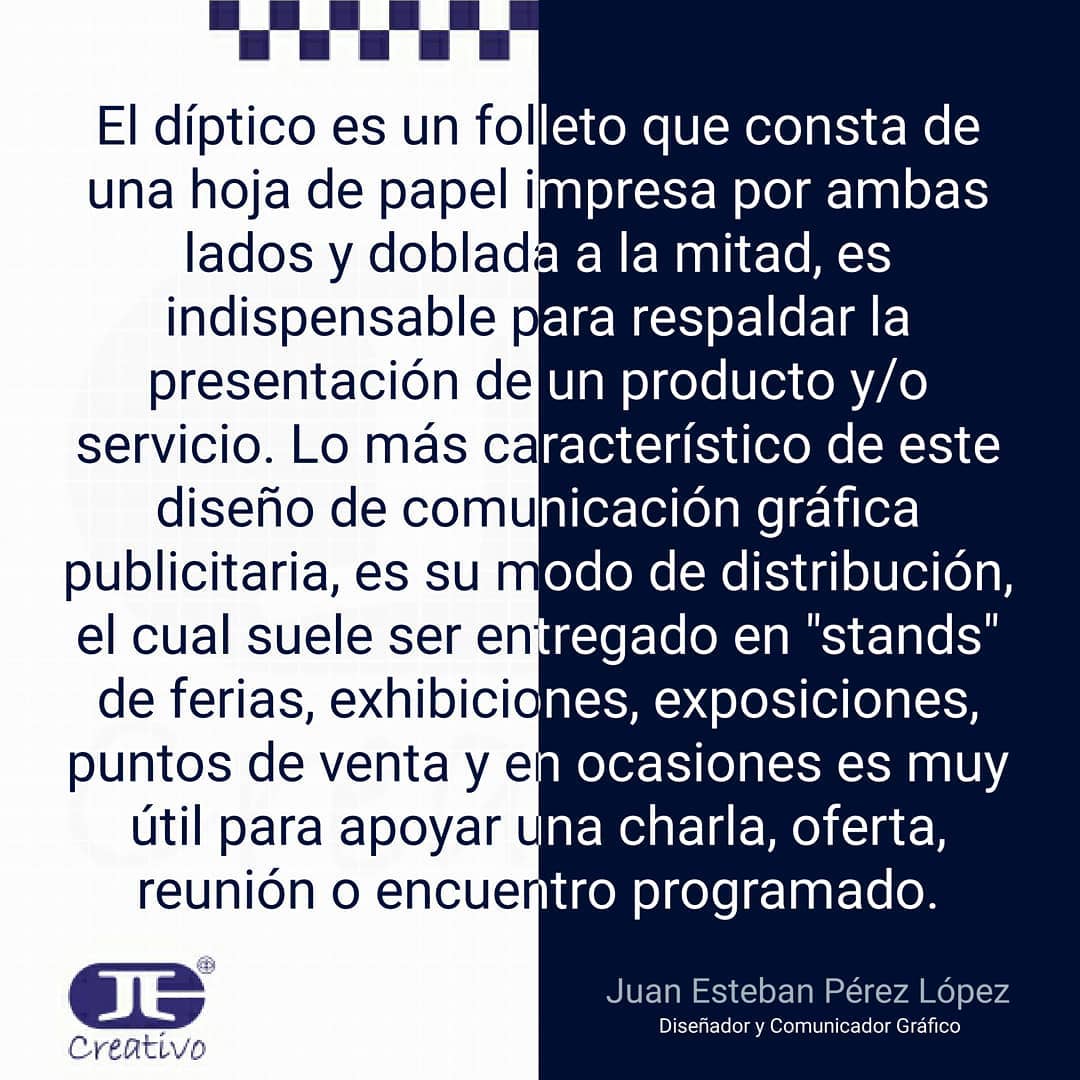 El díptico es un folleto que consta de
una hoja de papel impresa por ambas
lados y doblada a la mitad, es
indispensable para respaldar la
presentación de un producto y/o
servicio. Lo más característico de este
diseño de comunicación gráfica
publicitaria, es su modo de distribución,
el cual suele ser entregado en "stands"
de ferias, exhibiciones, exposiciones,
puntos de venta y en ocasiones es muy
útil para apoyar una charla, oferta,
reunión o encuentro programado.
Creativo
Juan Esteban Pérez López
Diseñador y Comunicador Gráfico